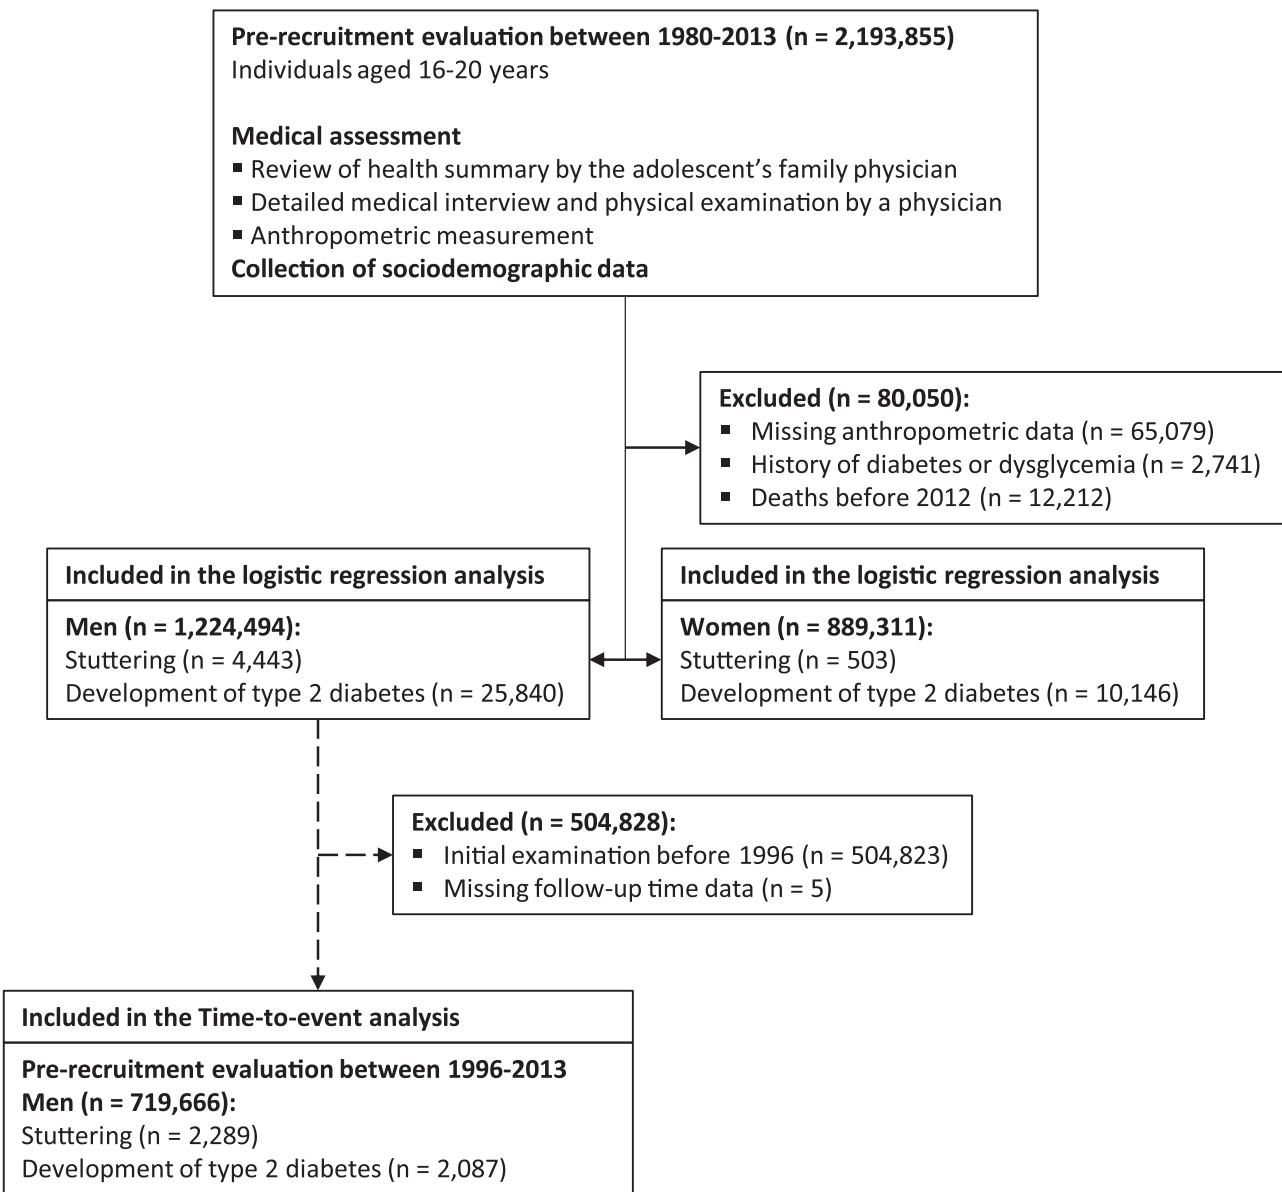 Pre-recruitment evaluation between 1980-2013 (n = 2,193,855)
Individuals aged 16-20 years
Medical assessment
▪ Review of health summary by the adolescent’s family physician
▪ Detailed medical interview and physical examination by a physician
▪ Anthropometric measurement
Collection of sociodemographic data
Excluded (n = 80,050):
▪ Missing anthropometric data (n = 65,079)
▪ History of diabetes or dysglycemia (n = 2,741)
▪ Deaths before 2012 (n = 12,212)
Included in the logistic regression analysis
Men (n = 1,224,494):
Stuttering (n = 4,443)
Development of type 2 diabetes (n = 25,840)
Included in the logistic regression analysis
Women (n = 889,311):
Stuttering (n = 503)
Development of type 2 diabetes (n = 10,146)
Excluded (n = 504,828):
▪ Initial examination before 1996 (n = 504,823)
▪ Missing follow-up time data (n = 5)
Included in the Time-to-event analysis
Pre-recruitment evaluation between 1996-2013
Men (n = 719,666):
Stuttering (n = 2,289)
Development of type 2 diabetes (n = 2,087)